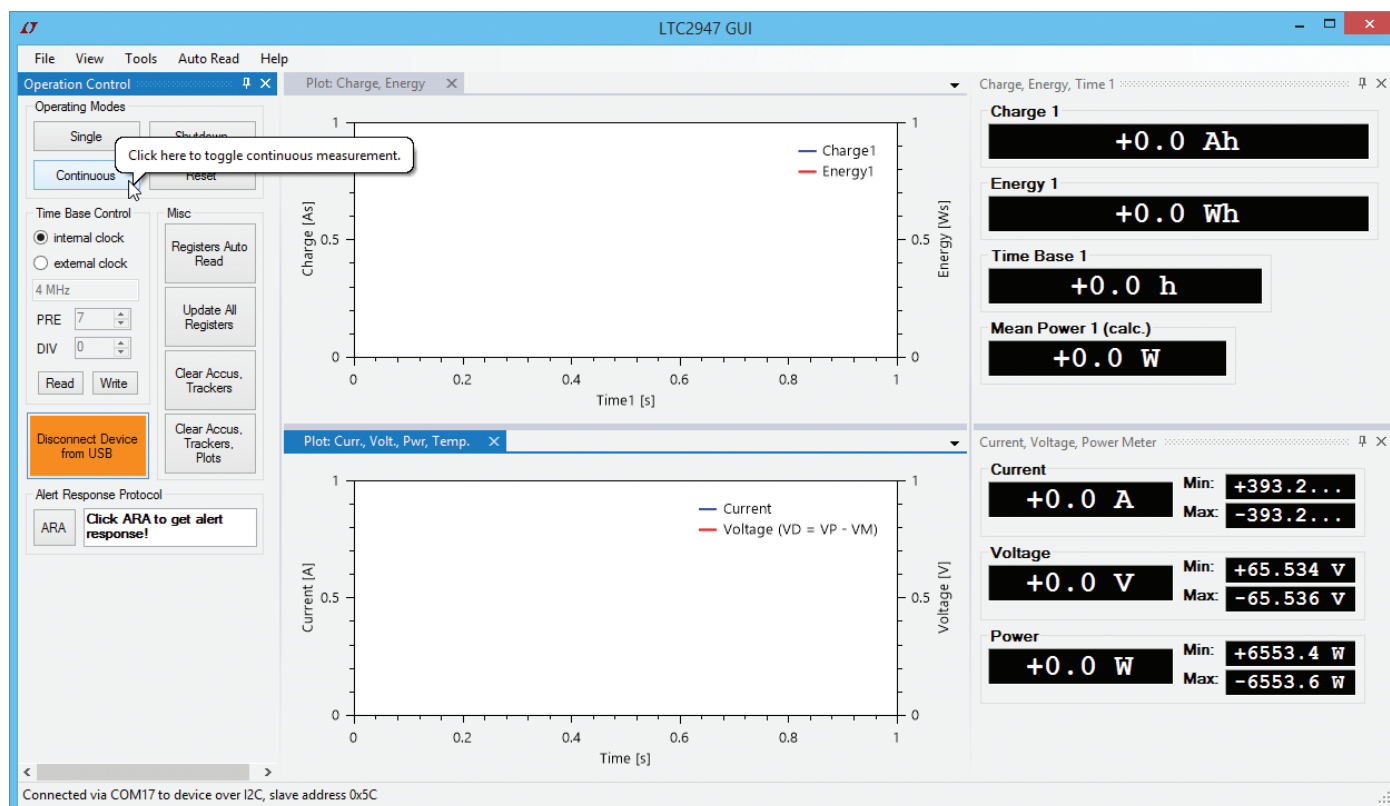 LTC2947 GUI
File View Tools Auto Read Help
Operation Control
Operating Modes
Single
Click here to toggle continuous measurement.
Continuous
Reset
Time Base Control
internal clock
external clock
4 MHz
PRE 7
DIV 0
Read Write
Misc
Registers Auto
Read
Update All
Registers
Clear Accus,
Trackers
Clear Accus,
Trackers,
Plots
Disconnect Device
from USB
Alert Response Protocol
ARA
Click ARA to get alert
response!
Plot: Charge, Energy
1
0.5
0
Charge [As]
Charge1
Energy1
1
0.5
0
Energy [Ws]
0 0.2 0.4 0.6 0.8 1
Time1 [s]
Plot: Curr., Volt., Pwr, Temp.
1
0.5
0
Current [A]
Current
Voltage (VD = VP - VM)
1
0.5
0
Voltage [V]
0 0.2 0.4 0.6 0.8 1
Time [s]
Charge, Energy, Time 1
Charge 1
+0.0 Ah
Energy 1
+0.0 Wh
Time Base 1
+0.0 h
Mean Power 1 (calc.)
+0.0 W
Current, Voltage, Power Meter
Current
+0.0 A
Min: +393.2...
Max: -393.2...
Voltage
+0.0 V
Min: +65.534 V
Max: -65.536 V
Power
+0.0 W
Min: +6553.4 W
Max: -6553.6 W
Connected via COM17 to device over I2C, slave address 0x5C